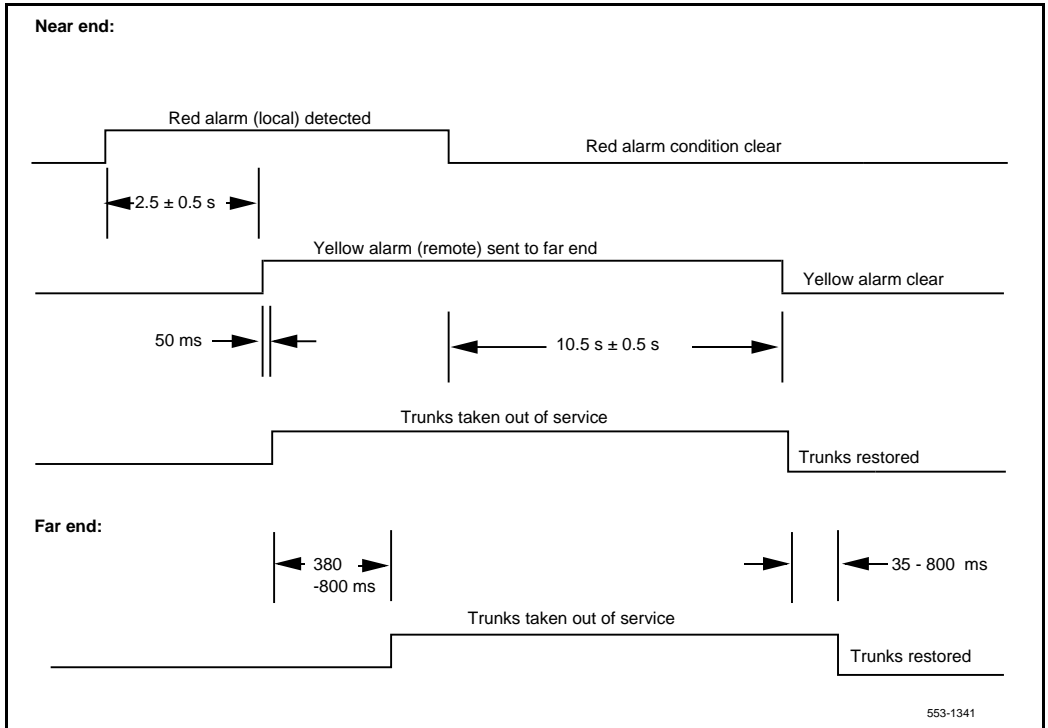 Near end:
Red alarm (local) detected
Red alarm condition clear
2.5 ± 0.5 s
Yellow alarm (remote) sent to far end
Yellow alarm clear
50 ms
10.5 s ± 0.5 s
Trunks taken out of service
Trunks restored
Far end:
380
-800 ms
35 - 800 ms
Trunks taken out of service
Trunks restored
553-1341